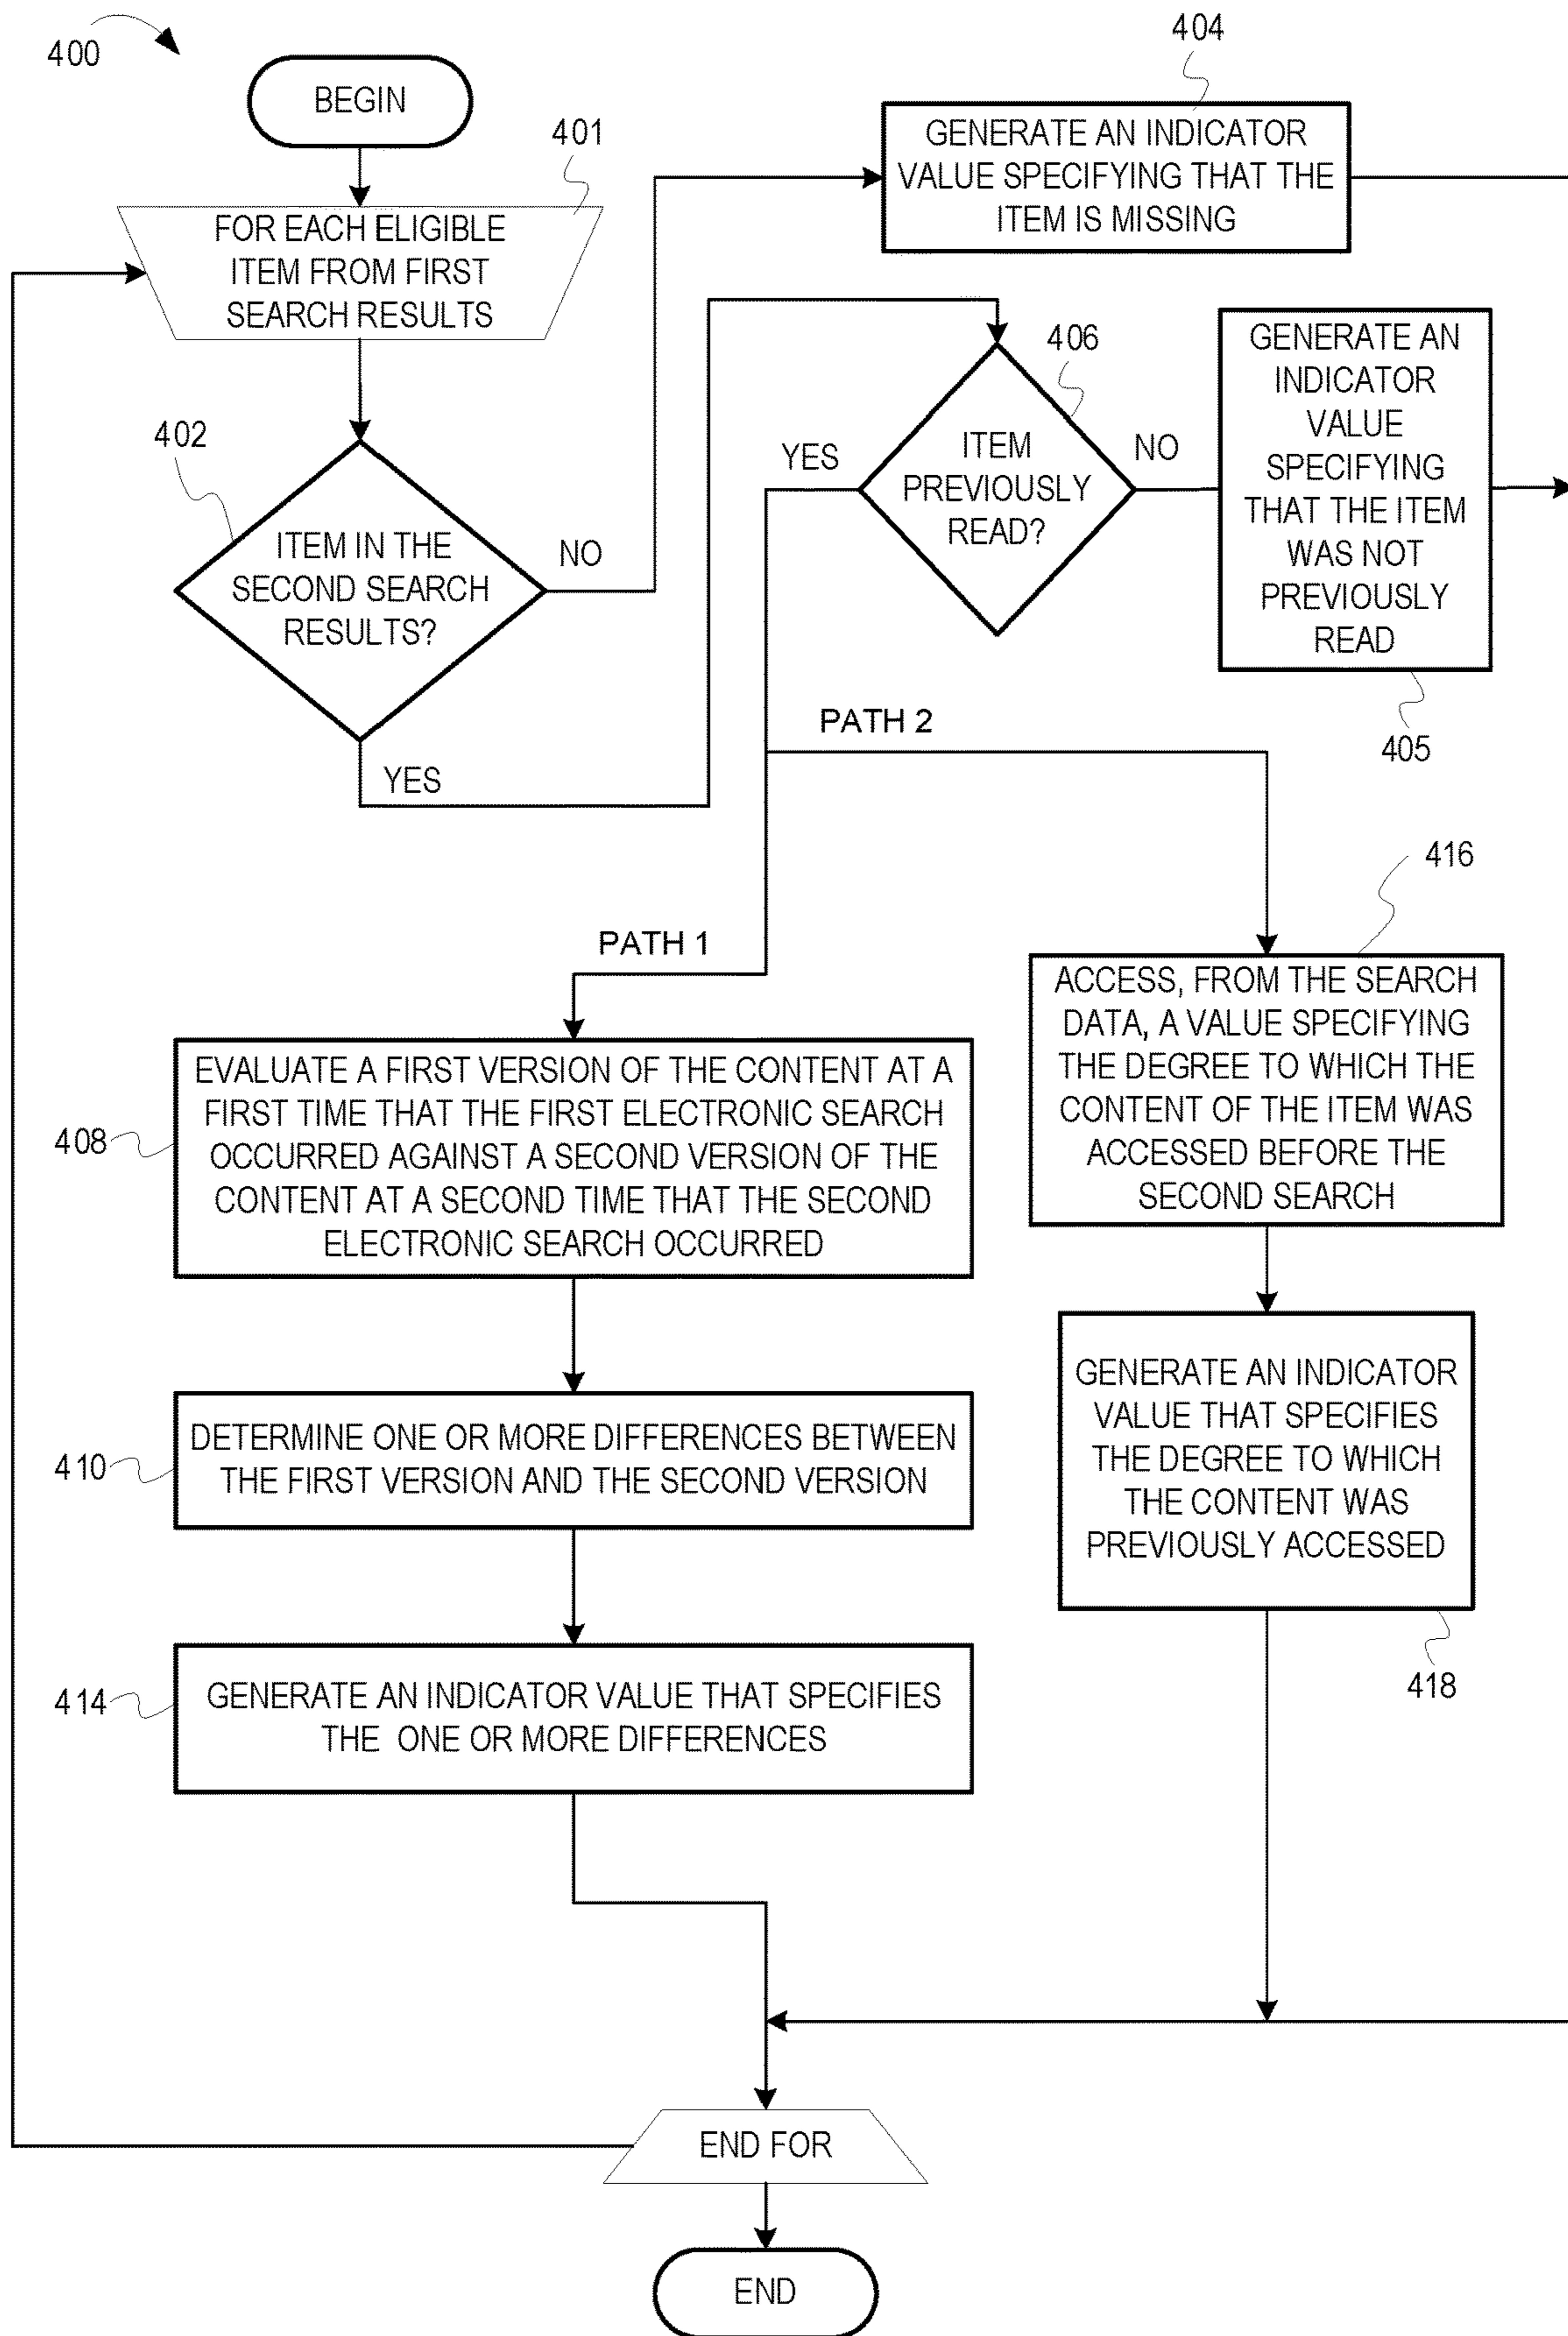 400
BEGIN
401
FOR EACH ELIGIBLE
ITEM FROM FIRST
SEARCH RESULTS
402
ITEM IN THE
SECOND SEARCH
RESULTS?
NO
YES
404
GENERATE AN INDICATOR
VALUE SPECIFYING THAT THE
ITEM IS MISSING
406
ITEM
PREVIOUSLY
READ?
YES
NO
GENERATE AN
INDICATOR
VALUE
SPECIFYING
THAT THE ITEM
WAS NOT
PREVIOUSLY
READ
405
PATH 2
PATH 1
408
EVALUATE A FIRST VERSION OF THE CONTENT AT A
FIRST TIME THAT THE FIRST ELECTRONIC SEARCH
OCCURRED AGAINST A SECOND VERSION OF THE
CONTENT AT A SECOND TIME THAT THE SECOND
ELECTRONIC SEARCH OCCURRED
410
DETERMINE ONE OR MORE DIFFERENCES BETWEEN
THE FIRST VERSION AND THE SECOND VERSION
414
GENERATE AN INDICATOR VALUE THAT SPECIFIES
THE ONE OR MORE DIFFERENCES
416
ACCESS, FROM THE SEARCH
DATA, A VALUE SPECIFYING
THE DEGREE TO WHICH THE
CONTENT OF THE ITEM WAS
ACCESSED BEFORE THE
SECOND SEARCH
GENERATE AN INDICATOR
VALUE THAT SPECIFIES
THE DEGREE TO WHICH
THE CONTENT WAS
PREVIOUSLY ACCESSED
418
END FOR
END